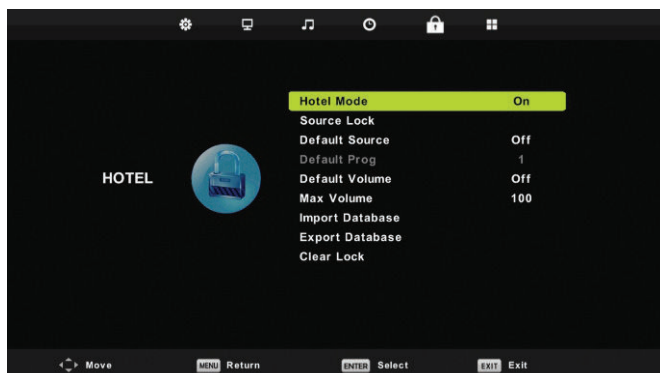 Hotel Mode On
Source Lock
Default Source Off
Default Prog 1
HOTEL
Default Volume Off
Max Volume 100
Import Database
Export Database
Clear Lock
Move MENU Return ENTER Select EXIT Exit